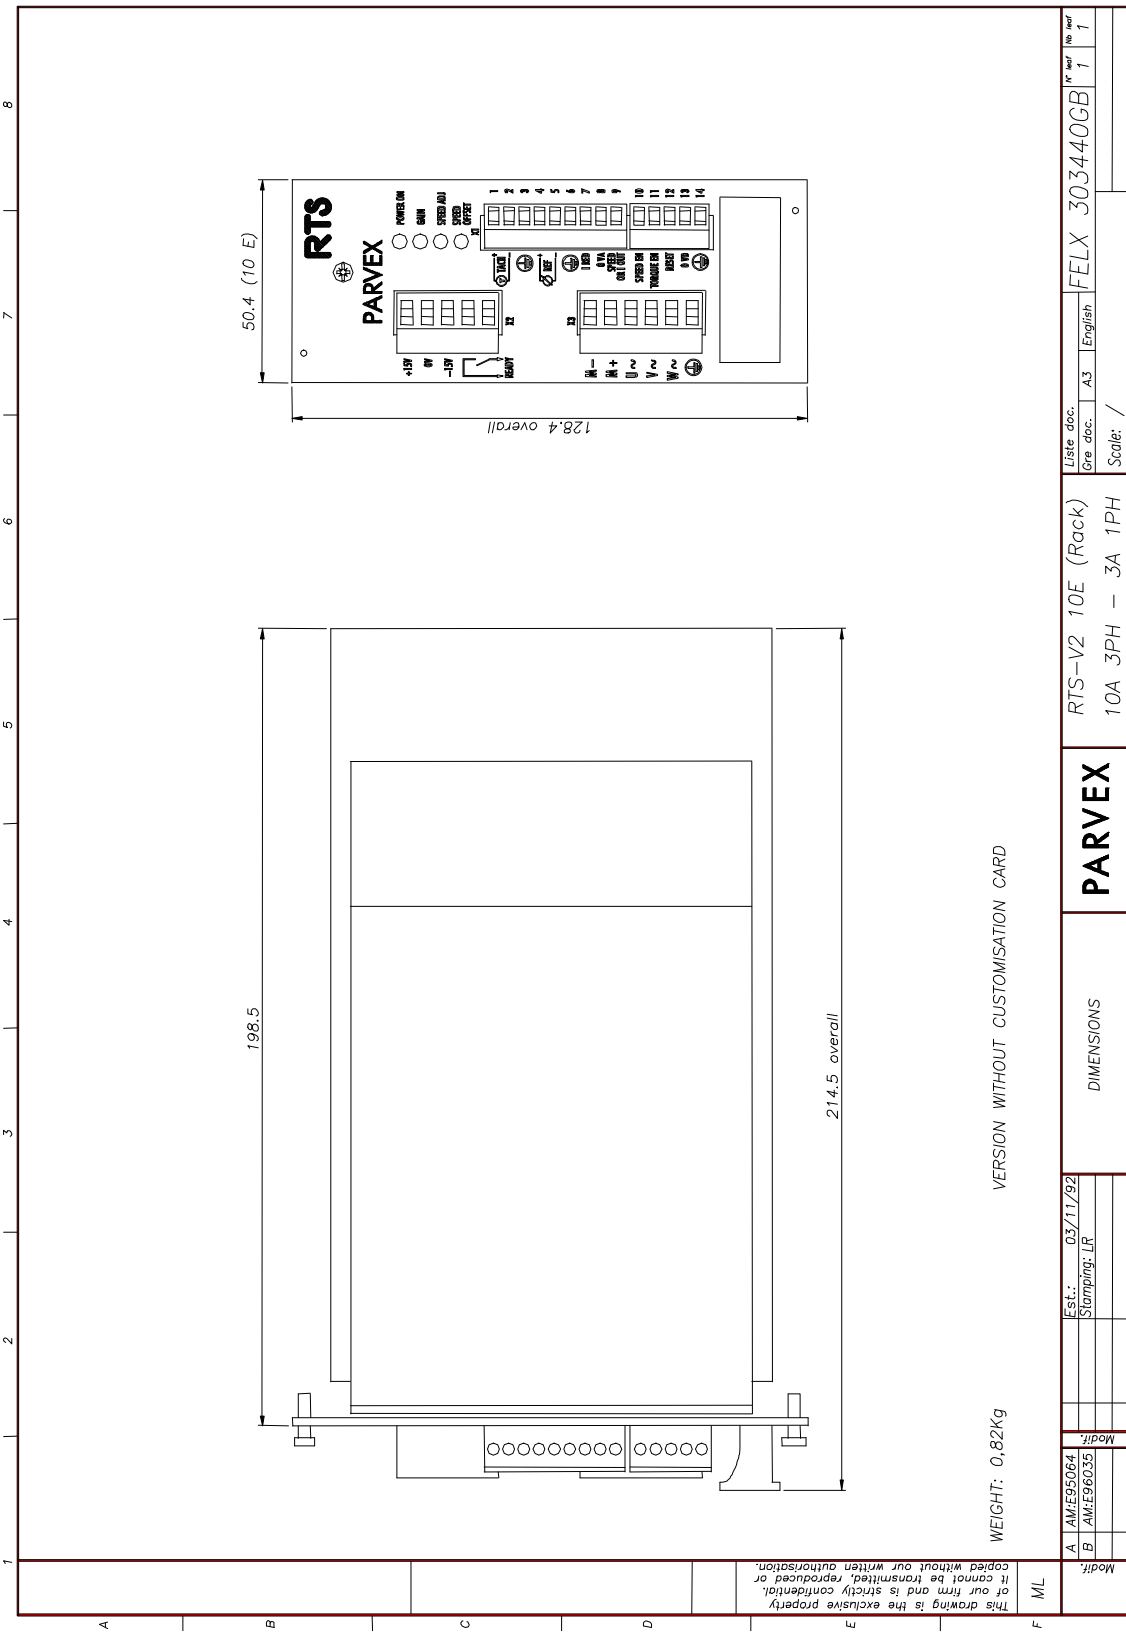 1
2
3
4
5
6
7
8
A
B
C
D
E
F
50.4 (10 E)
128.4 overall
RTS
PARVEX
POWER ON
GAIN
SPEED ADJ
SPEED
OFFSET
X1
1
2
3
4
5
6
7
8
9
10
11
12
13
14
+
TACH
-
+
REF
-
I RED
0 VA
SPEED
OR I OUT
SPEED EN
TORQUE EN
RESET
0 VD
X2
+15V
0V
-15V
READY
X3
M -
M +
U ~
V ~
W ~
198.5
214.5 overall
WEIGHT: 0,82Kg
VERSION WITHOUT CUSTOMISATION CARD
This drawing is the exclusive property
of our firm and is strictly confidential.
It cannot be transmitted, reproduced or
copied without our written authorisation.
ML
Modif.
A AM:E95064
B AM:E96035
Modif.
Est.: 03/11/92
Stamping: LR
DIMENSIONS
PARVEX
RTS-V2 10E (Rack)
10A 3PH - 3A 1PH
Liste doc.
Gre doc. A3 English
Scale: /
FELX 303440GB
N° leaf
1
Nb leaf
1